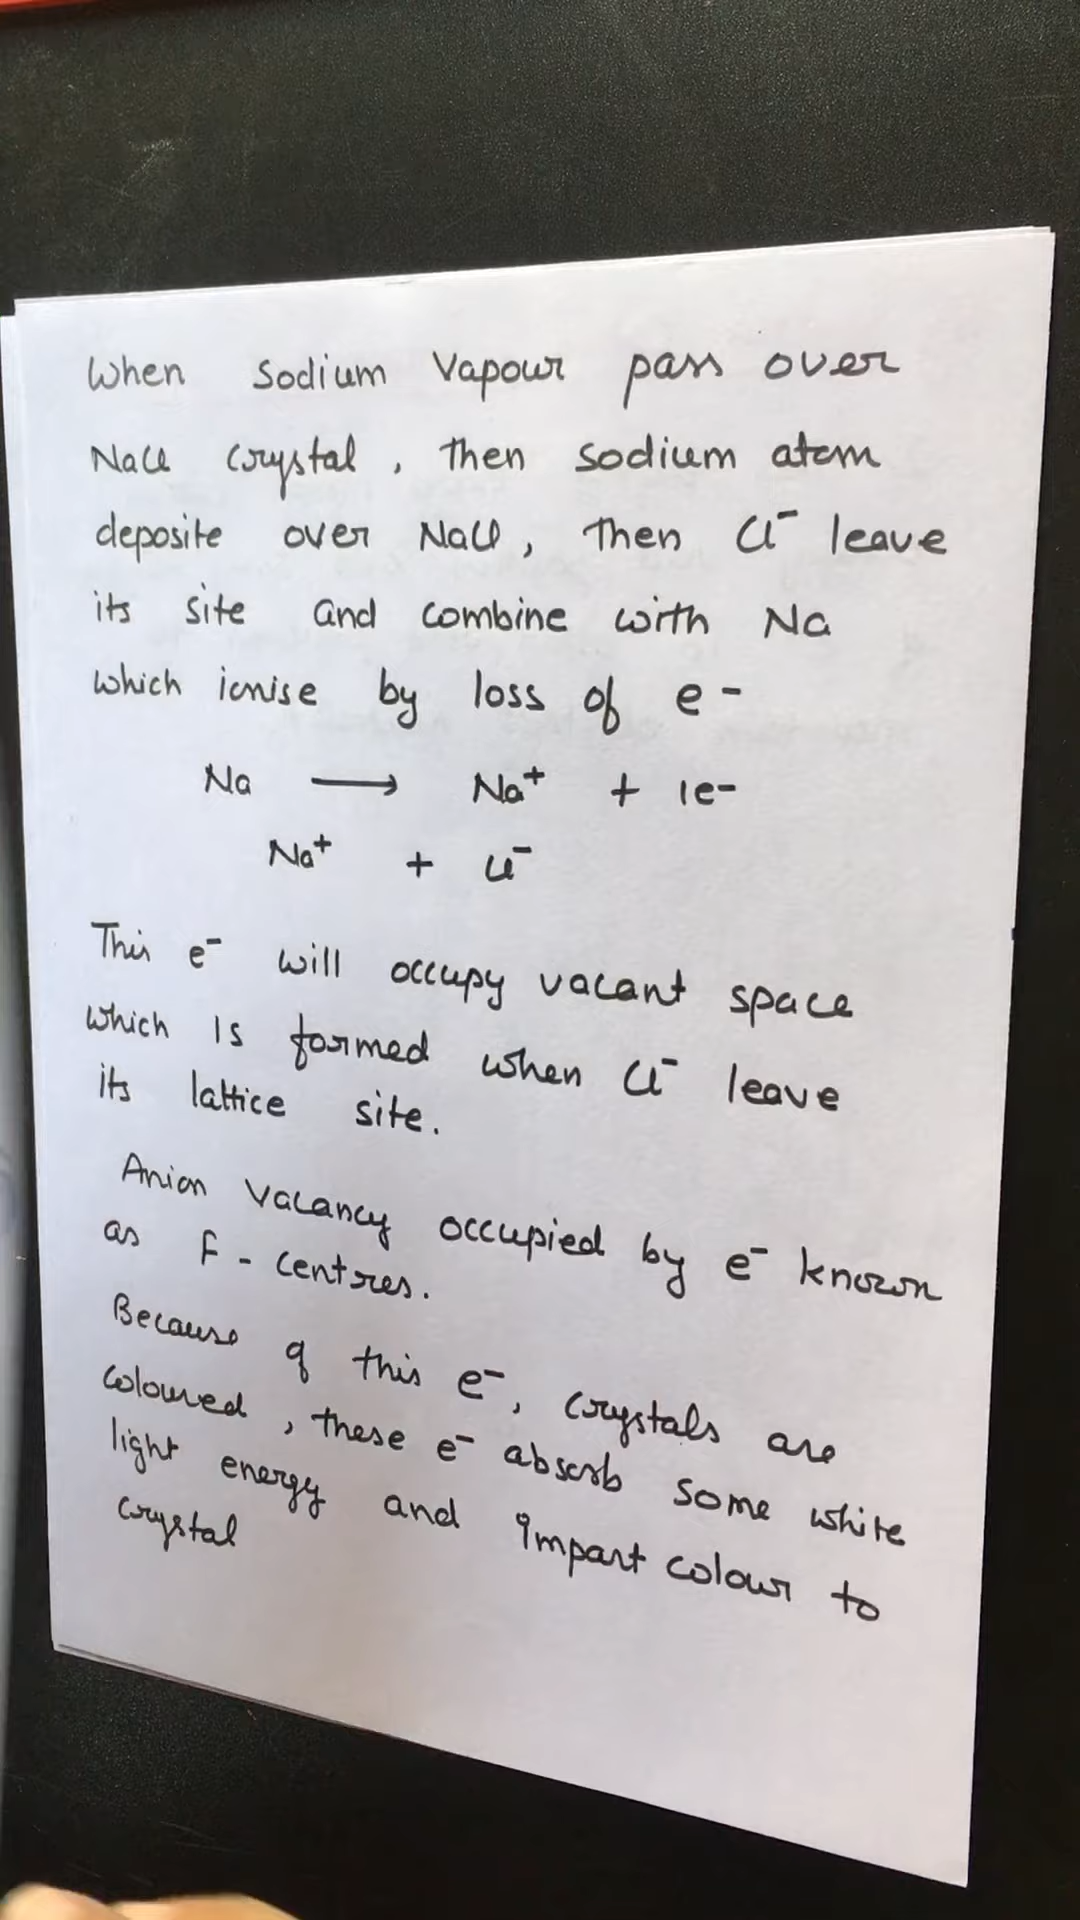 When sodium Vapour pass over
NaCl crystal, then sodium atom
deposite over NaCl, then Cl⁻ leave
its site and combine with Na
which ionise by loss of e-
Na ⟶ Na⁺ + 1e-
Na⁺ + Cl⁻
This e⁻ will occupy vacant space
which is formed when Cl⁻ leave
its lattice site.
Anion vacancy occupied by e⁻ known
as F-centres.
Because of this e⁻, crystals are
coloured, these e⁻ absorb some white
light energy and impart colour to
crystal